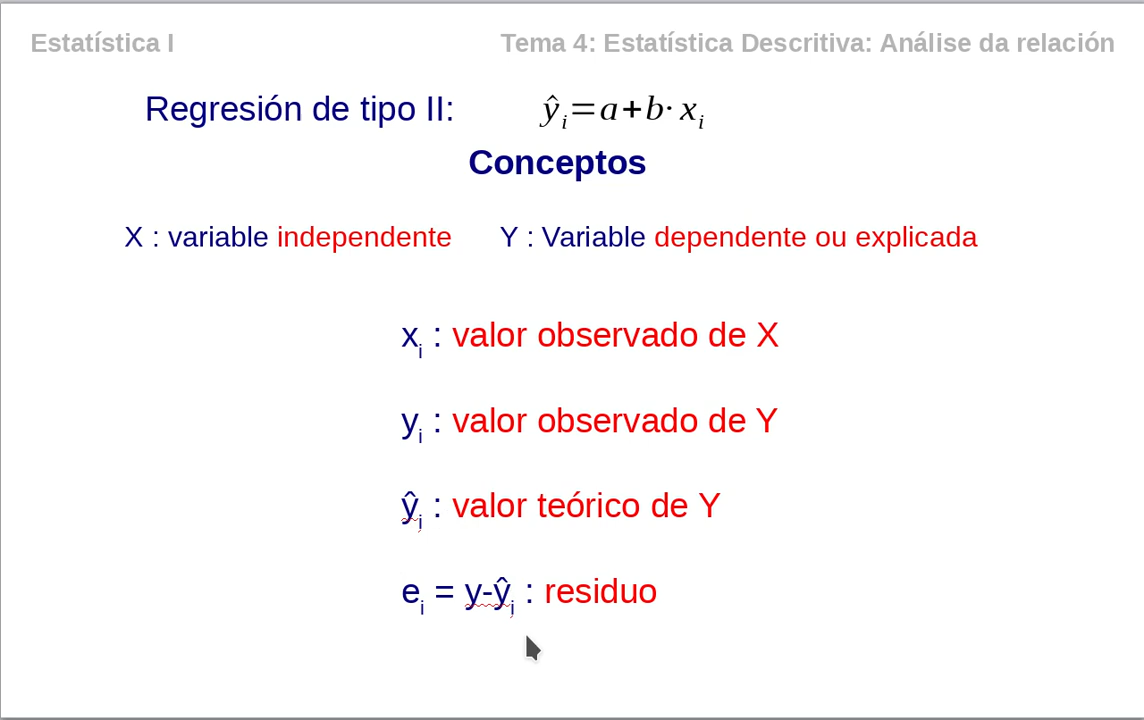 Estatística I Tema 4: Estatística Descritiva: Análise da relación
Regresión de tipo II: ŷᵢ=a+b·xᵢ
Conceptos
X : variable independente Y : Variable dependente ou explicada
xᵢ : valor observado de X
yᵢ : valor observado de Y
ŷᵢ : valor teórico de Y
eᵢ = y-ŷᵢ : residuo